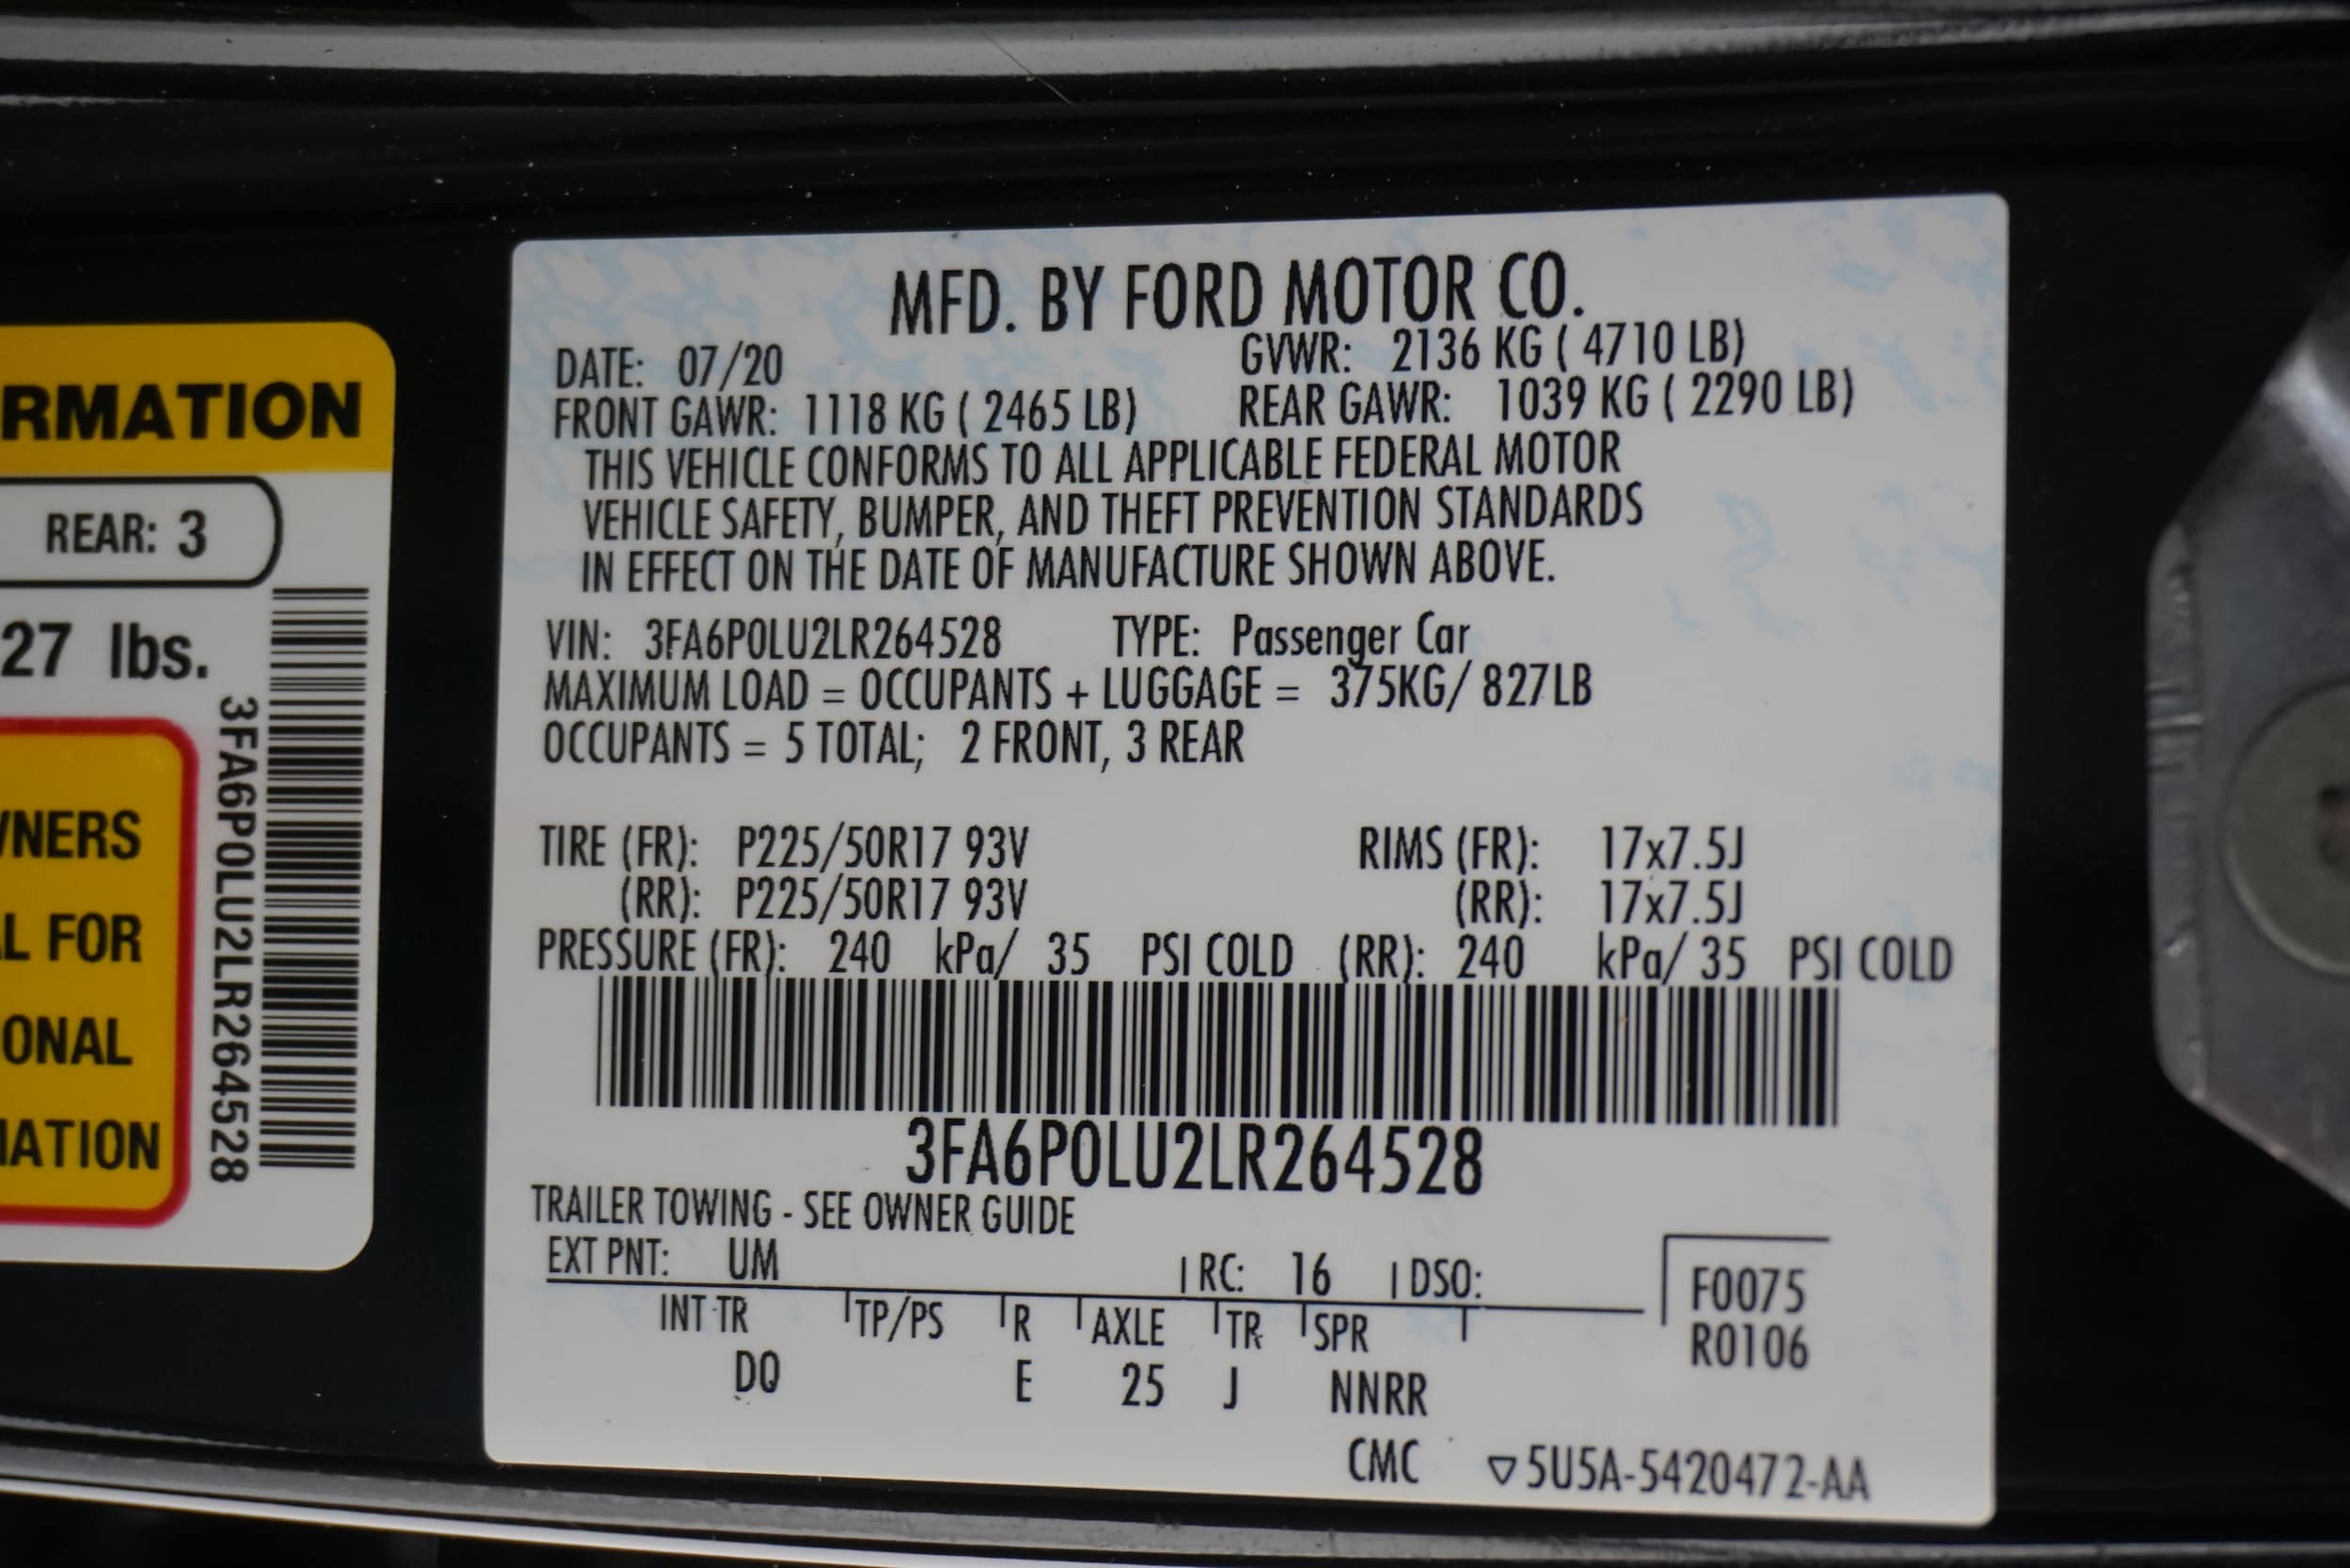 RMATION
REAR: 3
27 lbs.
WNERS
L FOR
ONAL
MATION
3FA6P0LU2LR264528
MFD. BY FORD MOTOR CO.
DATE: 07/20 GVWR: 2136 KG ( 4710 LB)
FRONT GAWR: 1118 KG ( 2465 LB) REAR GAWR: 1039 KG ( 2290 LB)
THIS VEHICLE CONFORMS TO ALL APPLICABLE FEDERAL MOTOR
VEHICLE SAFETY, BUMPER, AND THEFT PREVENTION STANDARDS
IN EFFECT ON THE DATE OF MANUFACTURE SHOWN ABOVE.
VIN: 3FA6P0LU2LR264528 TYPE: Passenger Car
MAXIMUM LOAD = OCCUPANTS + LUGGAGE = 375KG/ 827LB
OCCUPANTS = 5 TOTAL; 2 FRONT, 3 REAR
TIRE (FR): P225/50R17 93V RIMS (FR): 17x7.5J
(RR): P225/50R17 93V (RR): 17x7.5J
PRESSURE (FR): 240 kPa/ 35 PSI COLD (RR): 240 kPa/ 35 PSI COLD
3FA6P0LU2LR264528
TRAILER TOWING - SEE OWNER GUIDE
EXT PNT: UM RC: 16 DSO: F0075
INT TR TP/PS R AXLE TR SPR R0106
DQ E 25 J NNRR
CMC ▽5U5A-5420472-AA